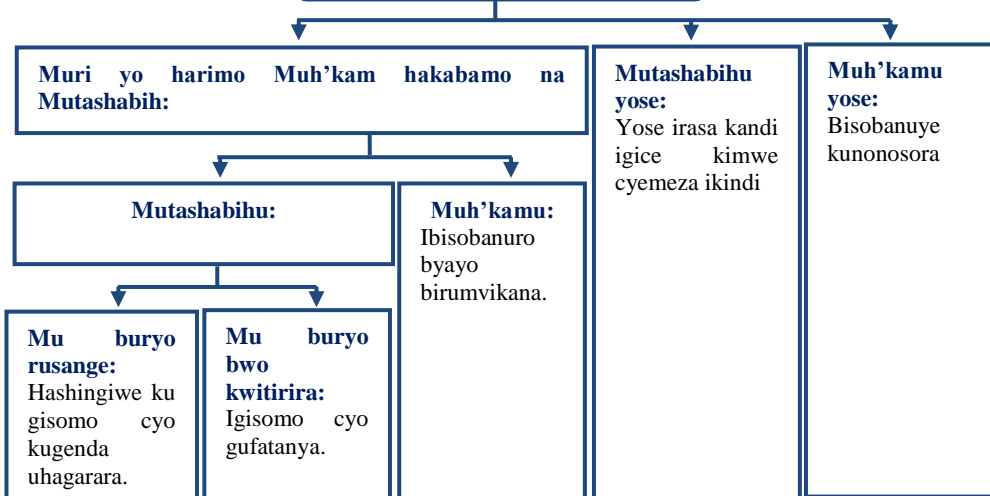 Muri yo harimo Muh'kam hakabamo na
Mutashabih:
Mutashabihu
yose:
Yose irasa kandi
igice kimwe
cyemeza ikindi
Muh'kamu
yose:
Bisobanuye
kunonosora
Mutashabihu:
Muh'kamu:
Ibisobanuro
byayo
birumvikana.
Mu buryo
rusange:
Hashingiwe ku
gisomo cyo
kugenda
uhagarara.
Mu buryo
bwo
kwitirira:
Igisomo cyo
gufatanya.